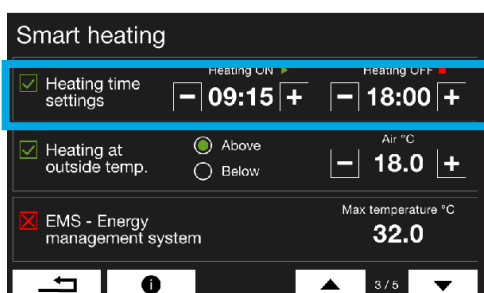 Smart heating
Heating ON Heating OFF
Heating time settings − 09:15 + − 18:00 +
Heating at outside temp. Above Below Air °C − 18.0 +
EMS - Energy management system Max temperature °C 32.0
3/5